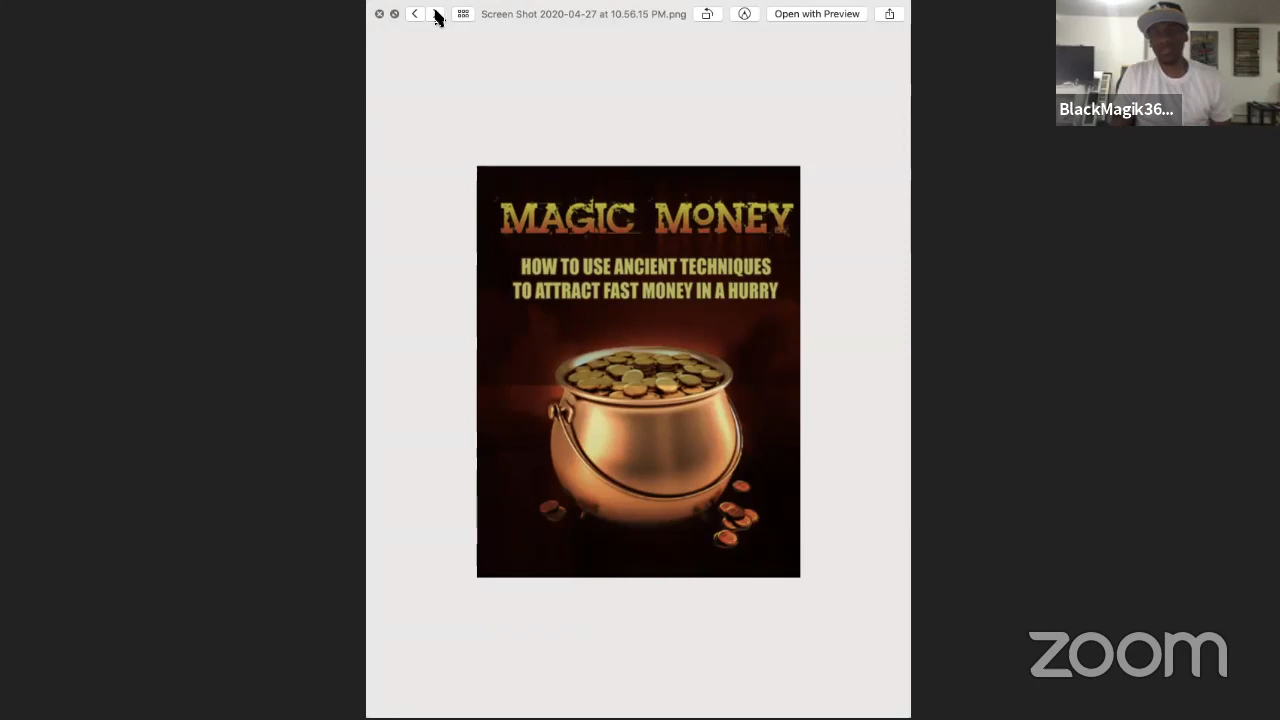 Screen Shot 2020-04-27 at 10.56.15 PM.png
Open with Preview
BlackMagik36...
MAGIC MONEY
HOW TO USE ANCIENT TECHNIQUES
TO ATTRACT FAST MONEY IN A HURRY
zoom